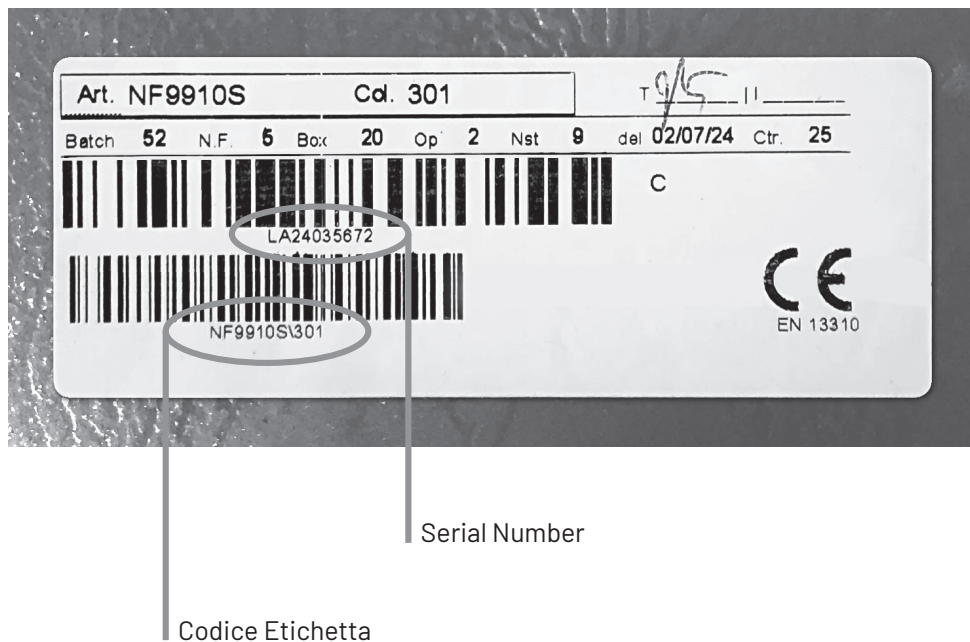 Art. NF9910S Col. 301 T 9/5 II
Batch 52 N.F. 5 Box 20 Op 2 Nst 9 del 02/07/24 Ctr. 25
C
LA24035672
NF9910S\301
CE
EN 13310
Serial Number
Codice Etichetta